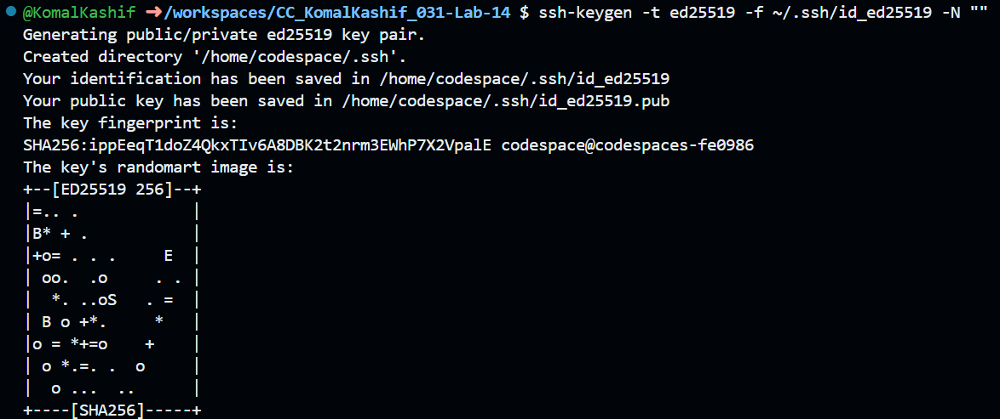 @KomalKashif ➜/workspaces/CC_KomalKashif_031-Lab-14 $ ssh-keygen -t ed25519 -f ~/.ssh/id_ed25519 -N ""
Generating public/private ed25519 key pair.
Created directory '/home/codespace/.ssh'.
Your identification has been saved in /home/codespace/.ssh/id_ed25519
Your public key has been saved in /home/codespace/.ssh/id_ed25519.pub
The key fingerprint is:
SHA256:ippEeqT1doZ4QkxTIv6A8DBK2t2nrm3EWhP7X2VpalE codespace@codespaces-fe0986
The key's randomart image is:
+--[ED25519 256]--+
|=.. .            |
|B* + .           |
|+o= . . .     E  |
| oo.  .o     . . |
|  *. ..oS   . =  |
| B o +*.     *   |
|o = *+=o    +    |
| o *.=. .  o     |
|  o ...  ..      |
+----[SHA256]-----+